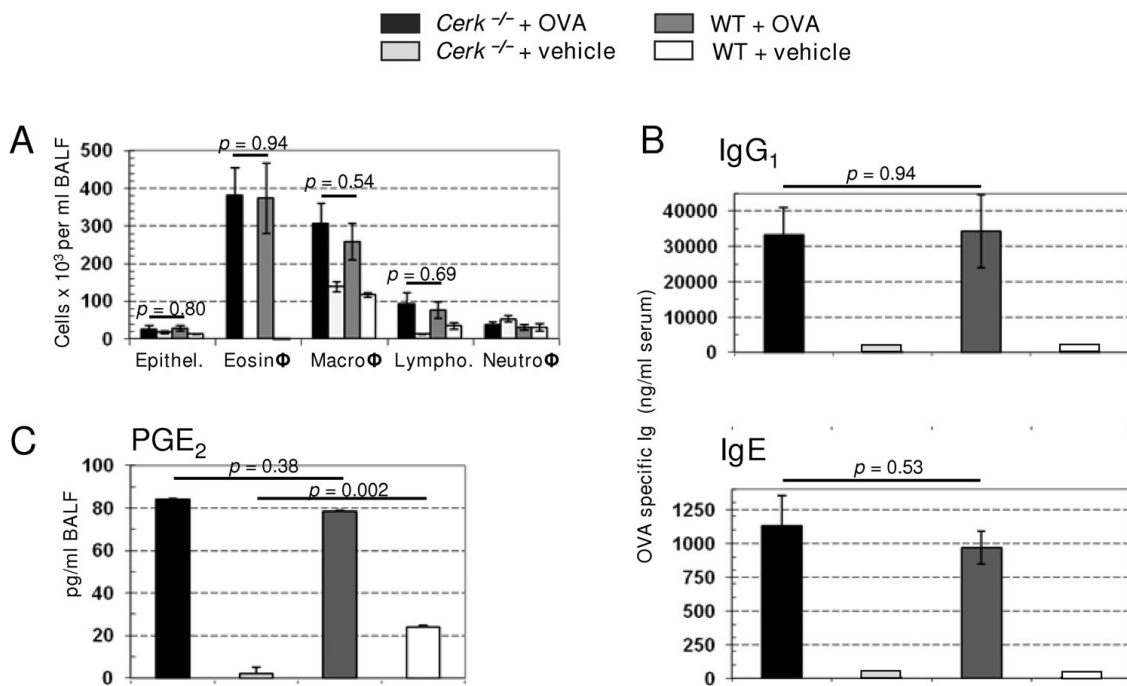 Cerk –/– + OVA
WT + OVA
Cerk –/– + vehicle
WT + vehicle
A
Cells x 10³ per ml BALF
500
400
300
200
100
0
p = 0.80
p = 0.94
p = 0.54
p = 0.69
Epithel.
EosinΦ
MacroΦ
Lympho.
NeutroΦ
B
OVA specific Ig (ng/ml serum)
IgG₁
p = 0.94
40000
30000
20000
10000
0
IgE
p = 0.53
1250
1000
750
500
250
0
C
PGE₂
pg/ml BALF
100
80
60
40
20
0
p = 0.38
p = 0.002